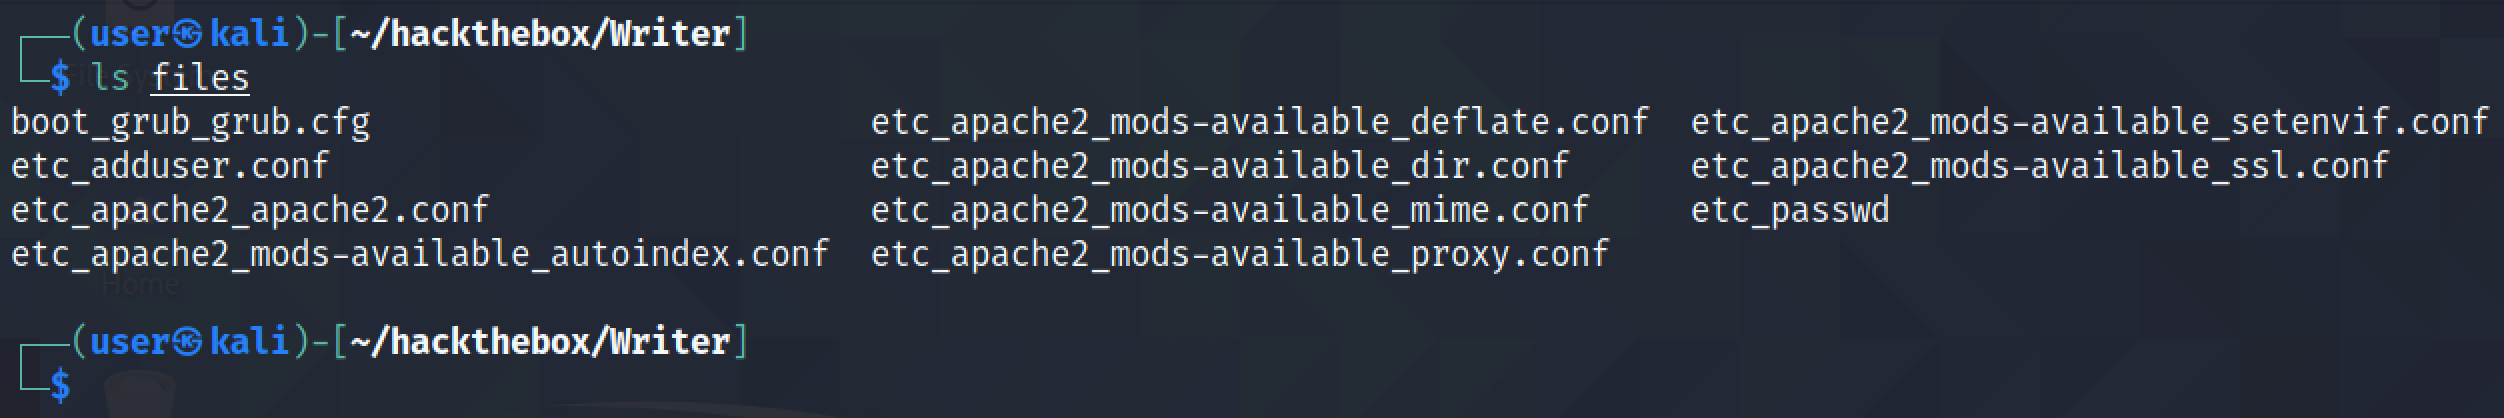 ┌──(user㉿kali)-[~/hackthebox/Writer]
└─$ ls files
boot_grub_grub.cfg etc_apache2_mods-available_deflate.conf etc_apache2_mods-available_setenvif.conf
etc_adduser.conf etc_apache2_mods-available_dir.conf etc_apache2_mods-available_ssl.conf
etc_apache2_apache2.conf etc_apache2_mods-available_mime.conf etc_passwd
etc_apache2_mods-available_autoindex.conf etc_apache2_mods-available_proxy.conf
Home
┌──(user㉿kali)-[~/hackthebox/Writer]
└─$